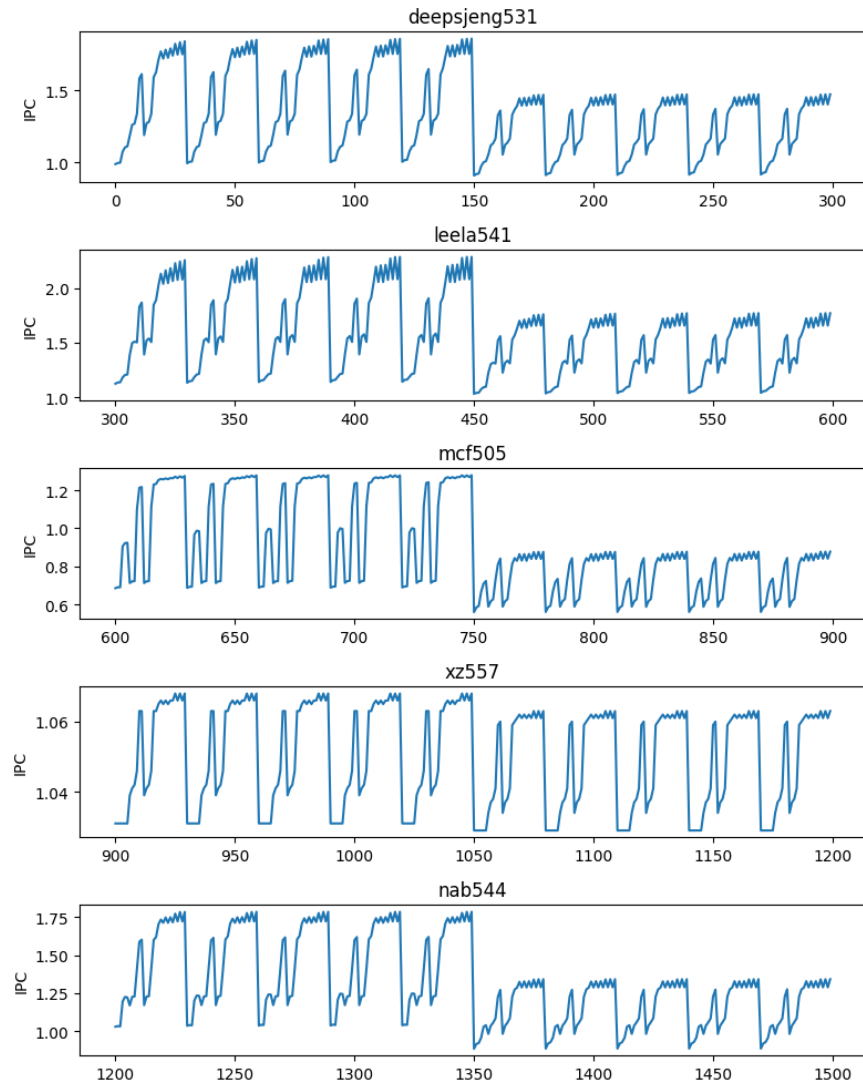 deepsjeng531
IPC
1.5
1.0
0 50 100 150 200 250 300
leela541
IPC
2.0
1.5
1.0
300 350 400 450 500 550 600
mcf505
IPC
1.2
1.0
0.8
0.6
600 650 700 750 800 850 900
xz557
IPC
1.06
1.04
900 950 1000 1050 1100 1150 1200
nab544
IPC
1.75
1.50
1.25
1.00
1200 1250 1300 1350 1400 1450 1500